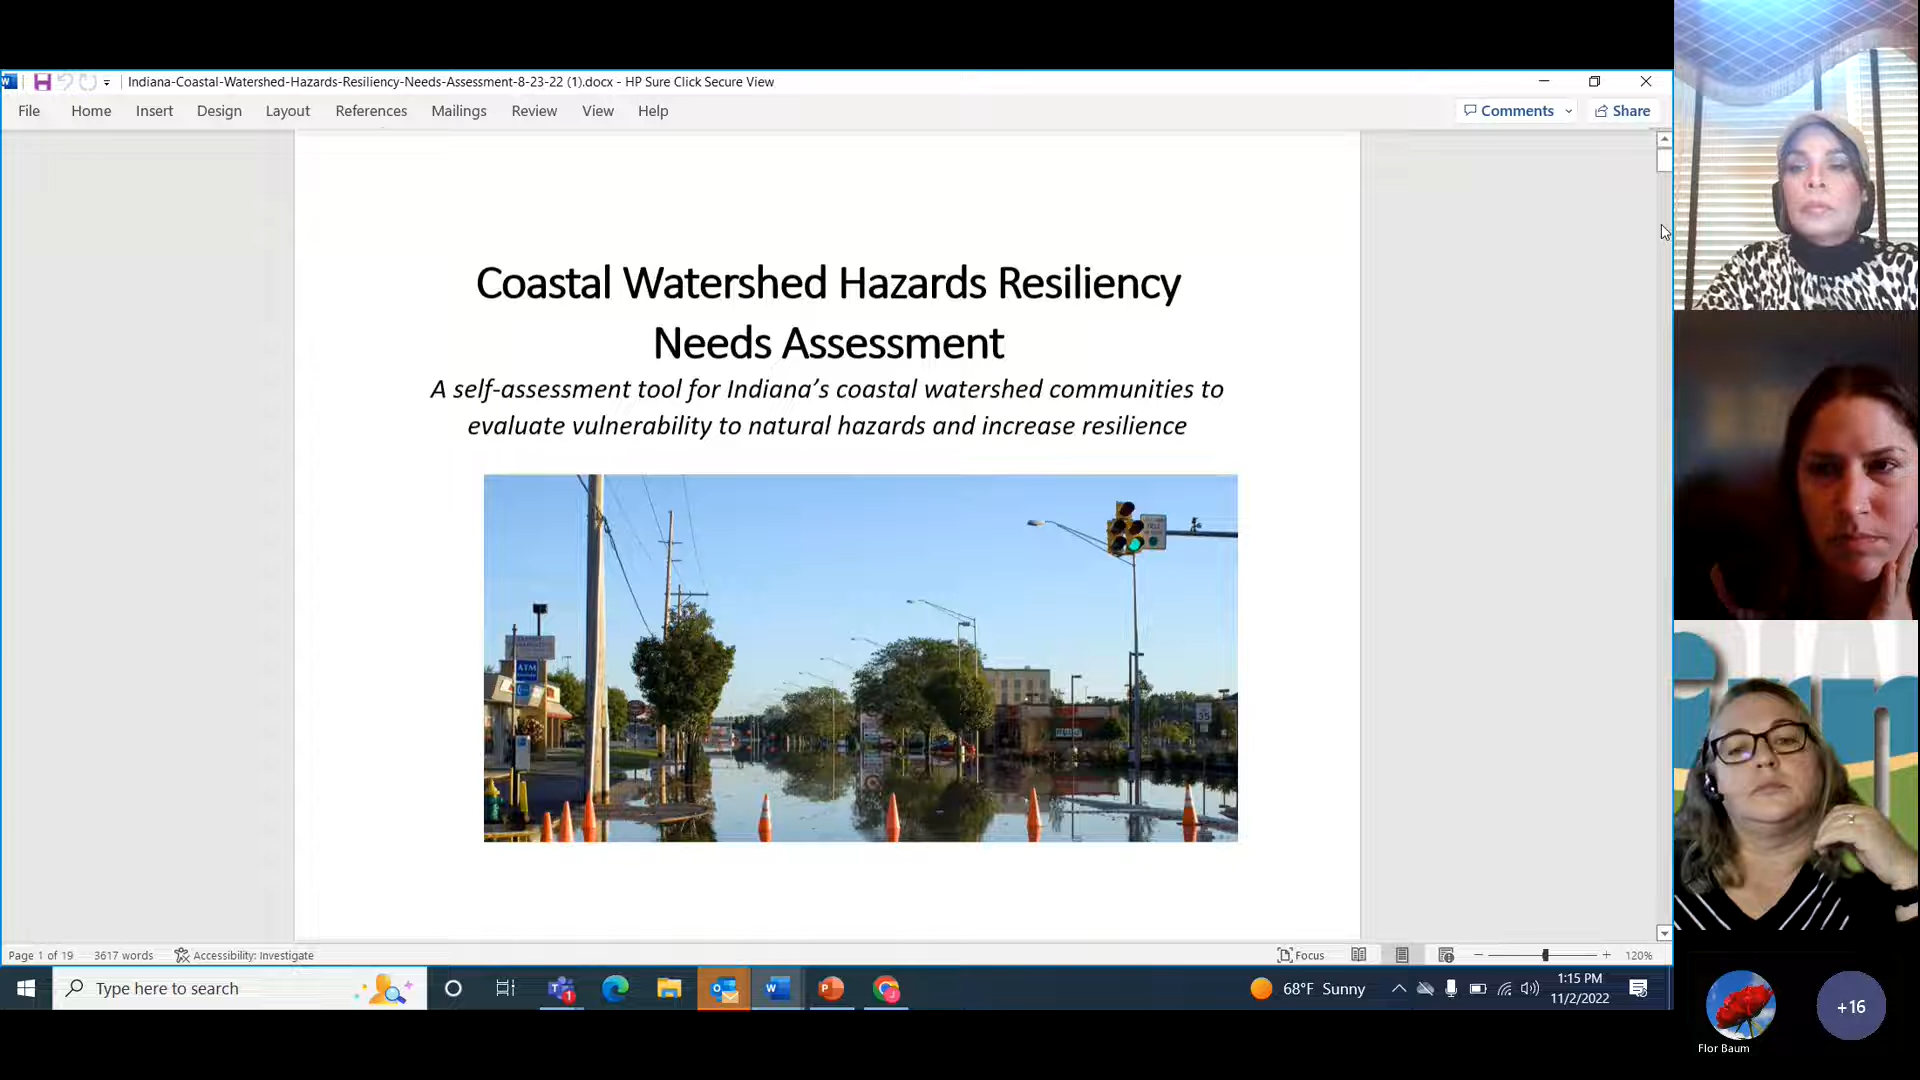 Indiana-Coastal-Watershed-Hazards-Resiliency-Needs-Assessment-8-23-22 (1).docx - HP Sure Click Secure View
File Home Insert Design Layout References Mailings Review View Help Comments Share
Coastal Watershed Hazards Resiliency
Needs Assessment
A self-assessment tool for Indiana's coastal watershed communities to
evaluate vulnerability to natural hazards and increase resilience
ATM
35
Page 1 of 19 3617 words Accessibility: Investigate Focus 120%
Type here to search 68°F Sunny 1:15 PM
11/2/2022
+16
Flor Baum